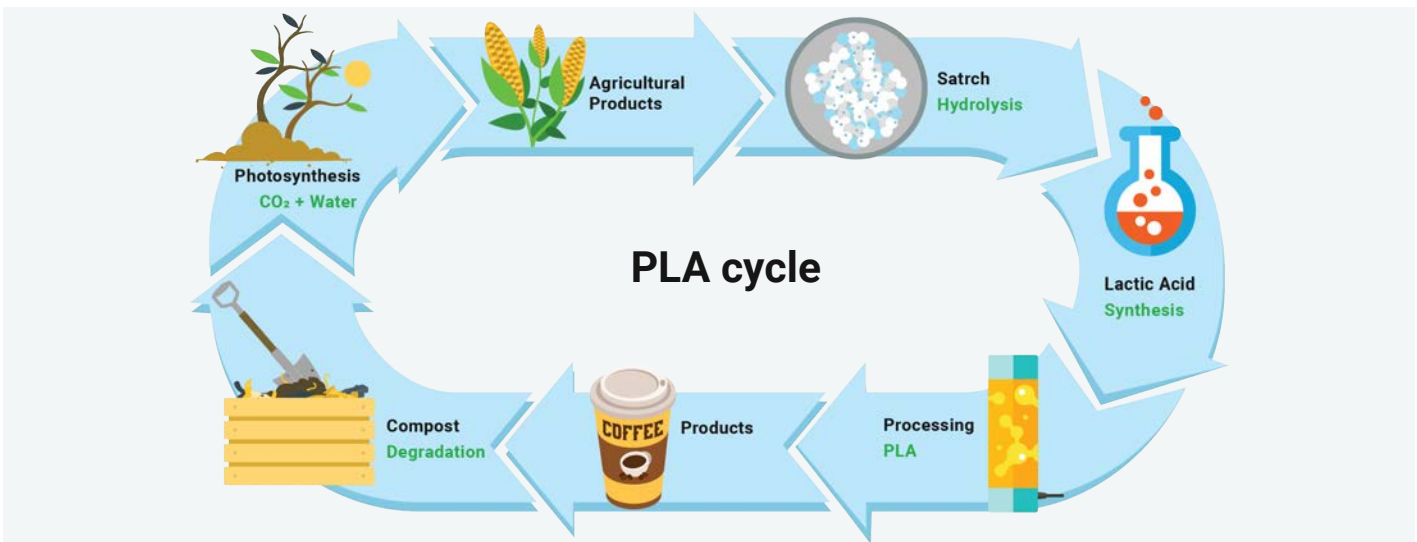 Photosynthesis
CO₂ + Water
Agricultural
Products
Satrch
Hydrolysis
PLA cycle
Lactic Acid
Synthesis
Processing
PLA
COFFEE
Products
Compost
Degradation